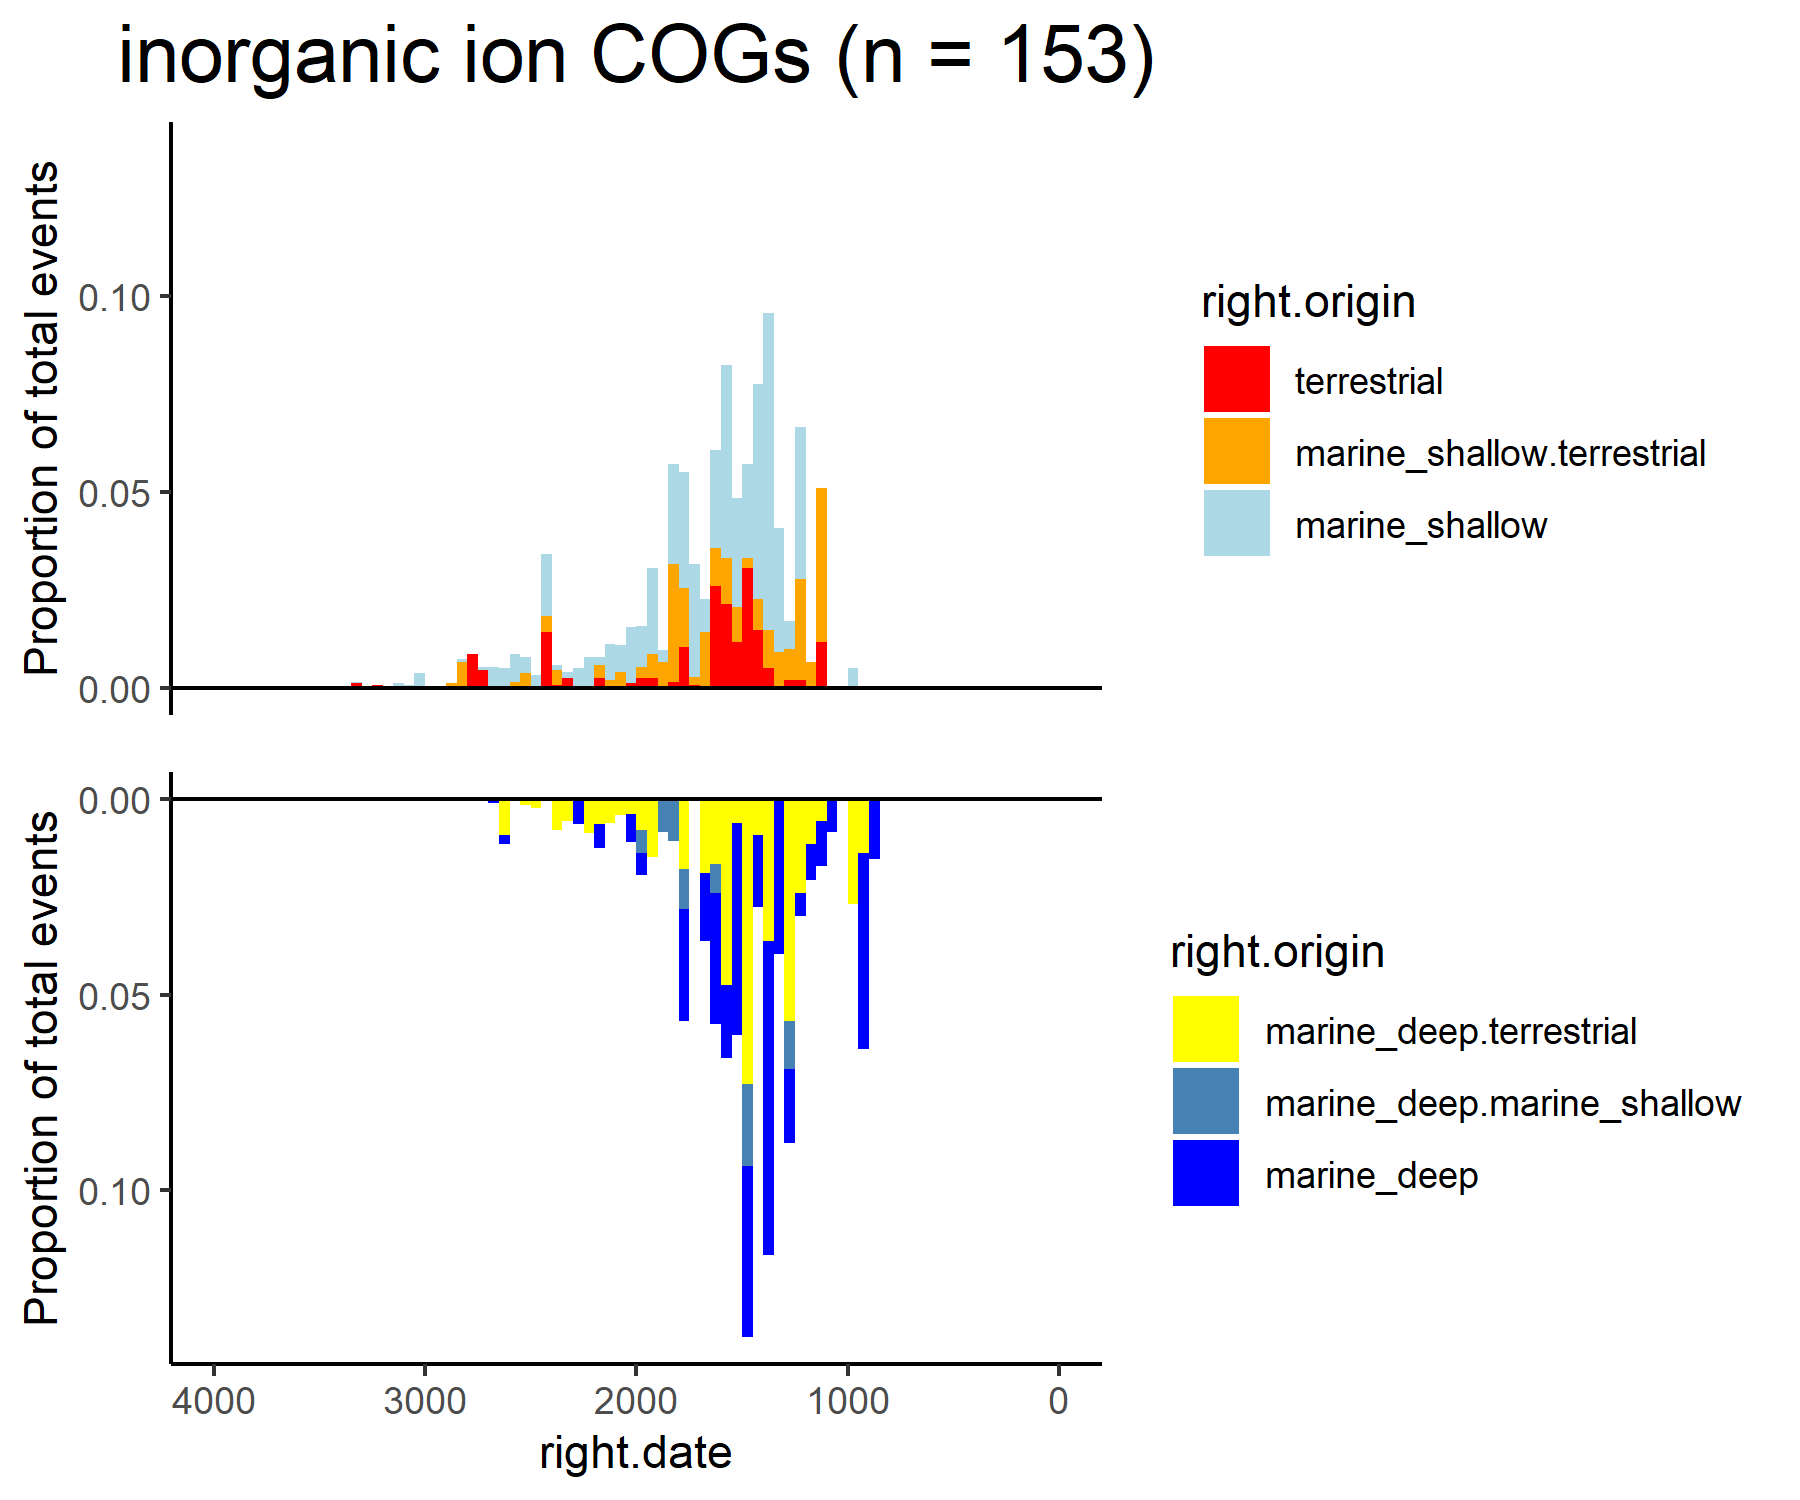 inorganic ion COGs (n = 153)
Proportion of total events
0.10
0.05
0.00
right.origin
terrestrial
marine_shallow.terrestrial
marine_shallow
Proportion of total events
0.00
0.05
0.10
right.origin
marine_deep.terrestrial
marine_deep.marine_shallow
marine_deep
4000 3000 2000 1000 0
right.date